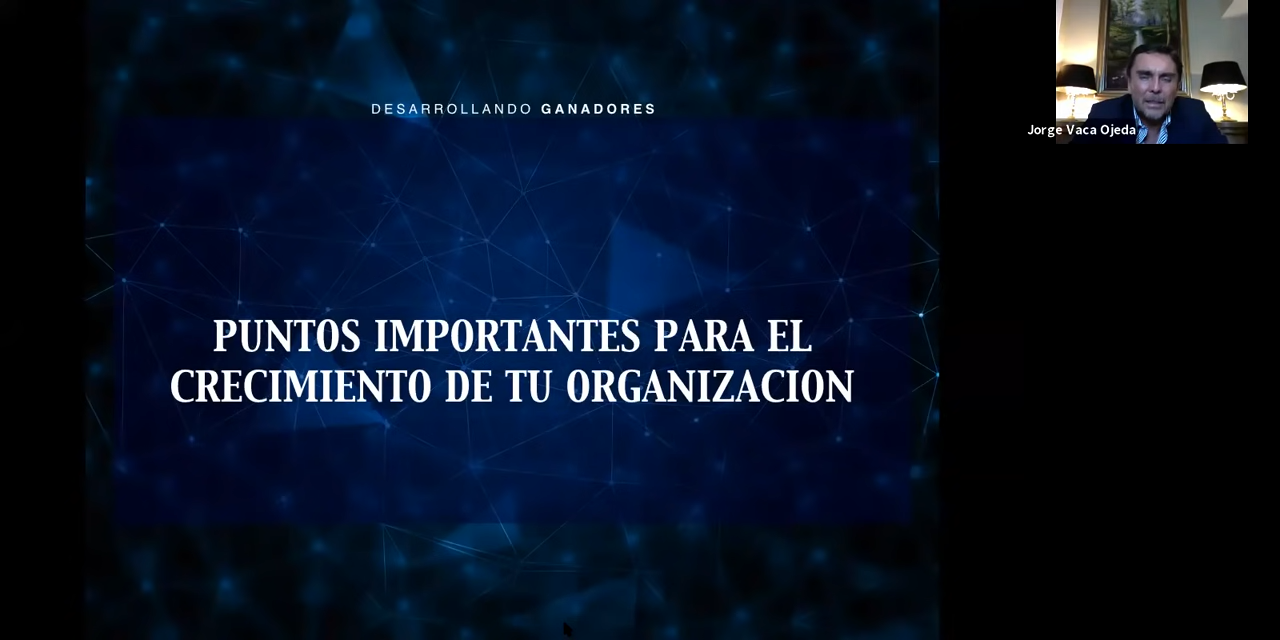 DESARROLLANDO GANADORES
PUNTOS IMPORTANTES PARA EL
CRECIMIENTO DE TU ORGANIZACION
Jorge Vaca Ojeda